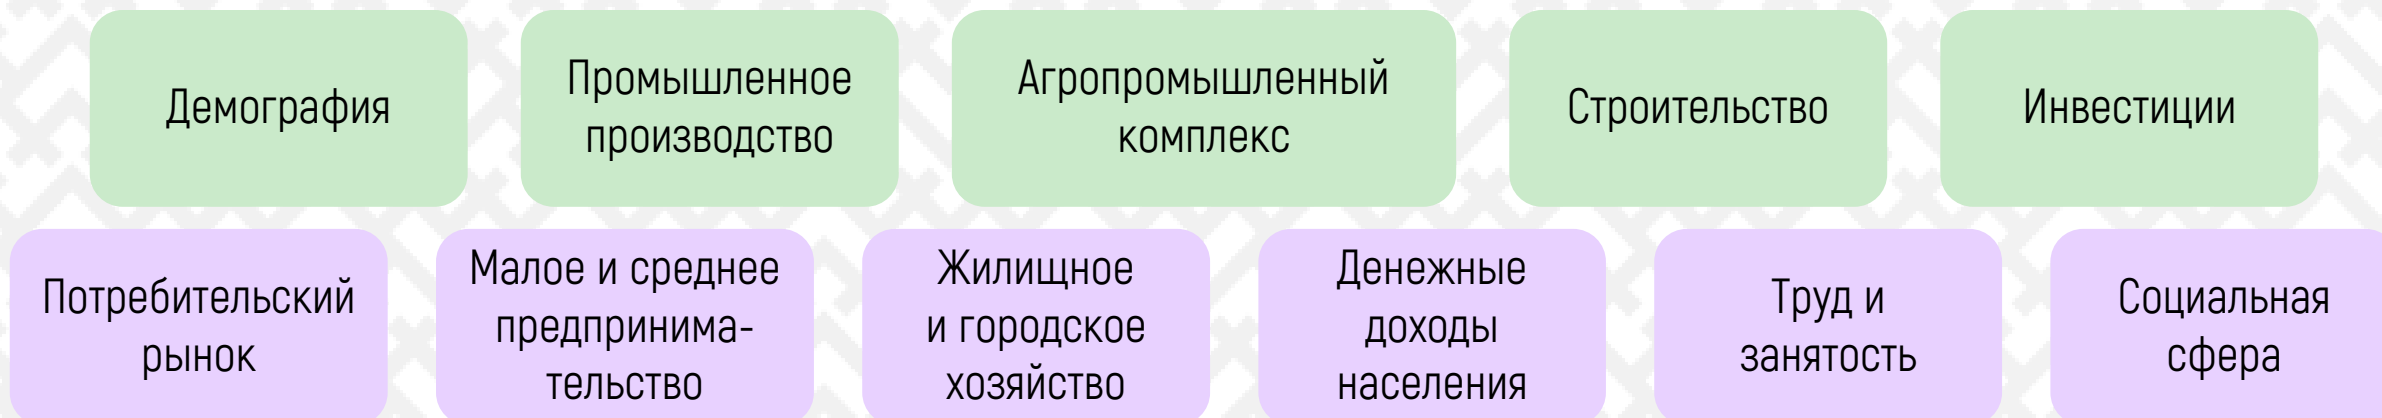 Демография
Промышленное
производство
Агропромышленный
комплекс
Строительство
Инвестиции
Потребительский
рынок
Малое и среднее
предпринима-
тельство
Жилищное
и городское
хозяйство
Денежные
доходы
населения
Труд и
занятость
Социальная
сфера